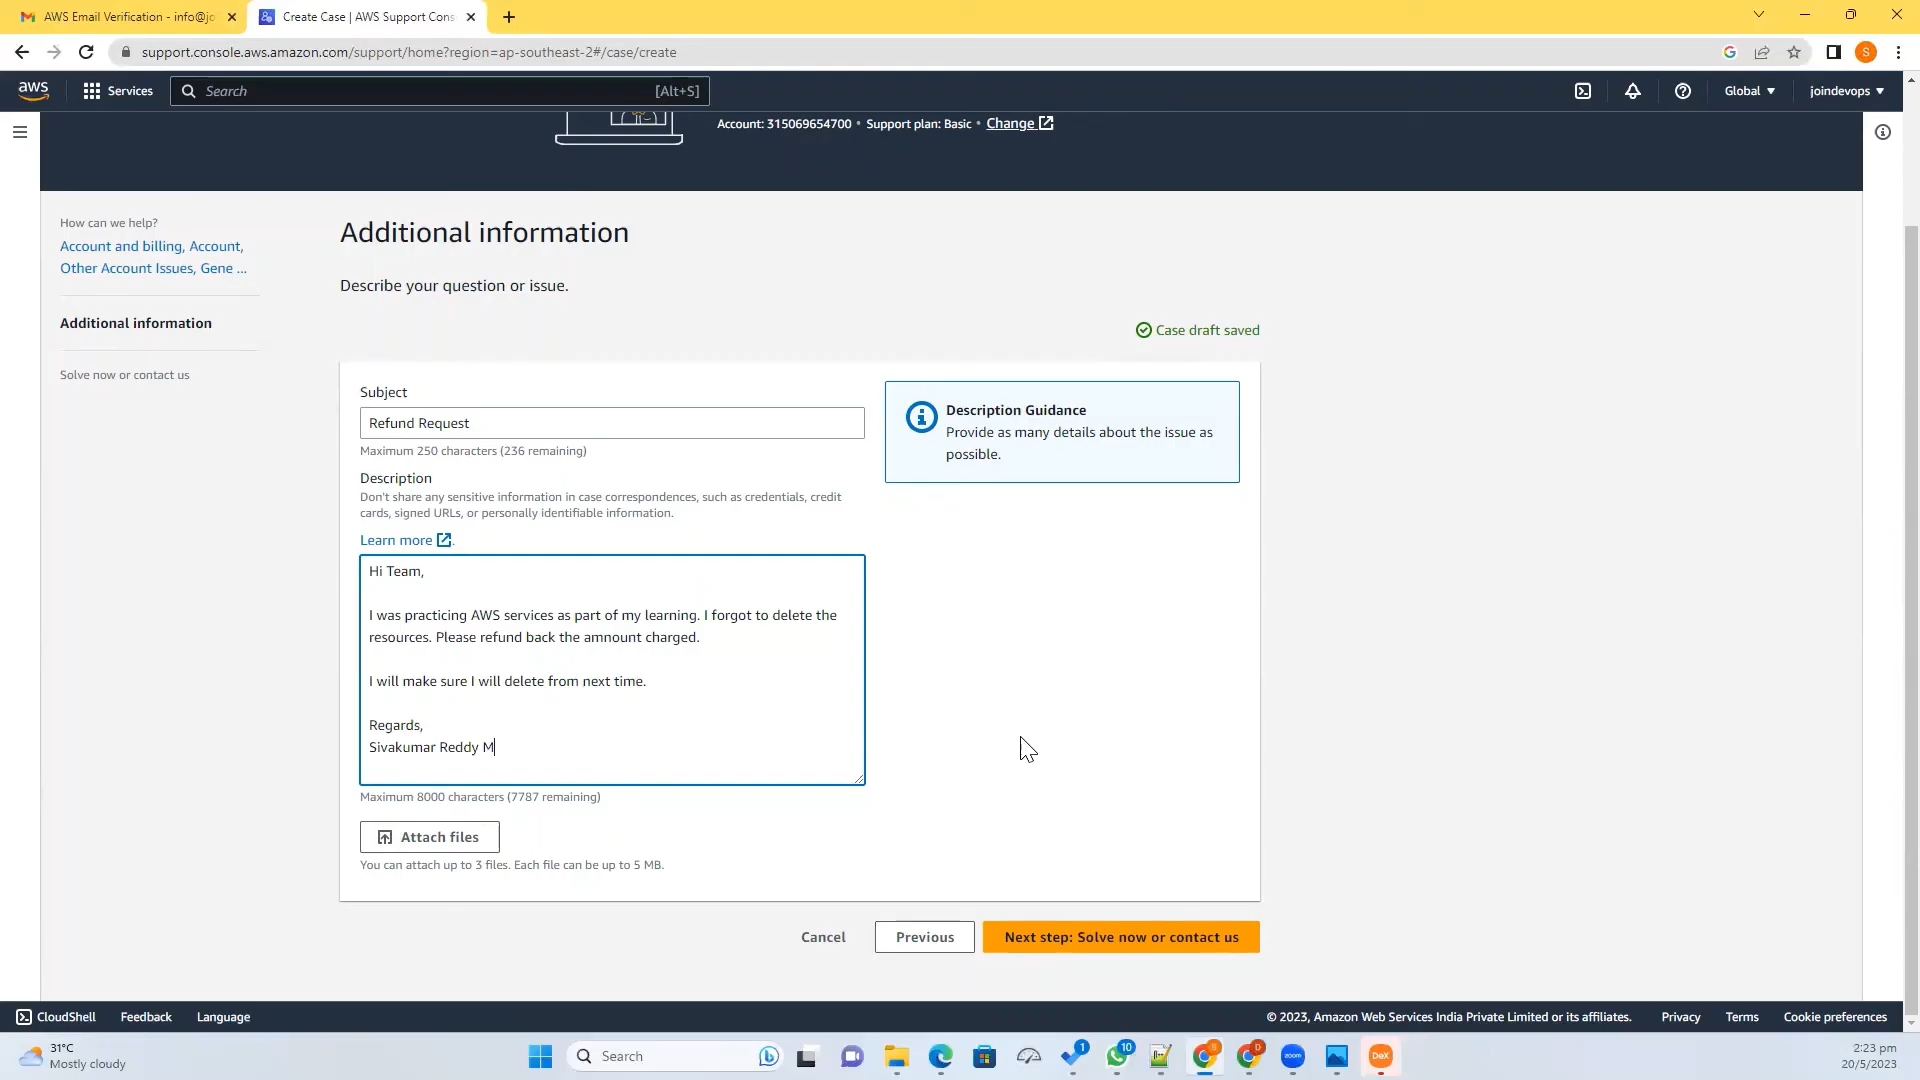 AWS Email Verification - info@jo
Create Case | AWS Support Cons
support.console.aws.amazon.com/support/home?region=ap-southeast-2#/case/create
G
S
aws
Services
Search
[Alt+S]
Global
joindevops
Account: 315069654700 • Support plan: Basic • Change
How can we help?
Account and billing, Account,
Other Account Issues, Gene ...
Additional information
Solve now or contact us
Additional information
Describe your question or issue.
Case draft saved
Subject
Refund Request
Maximum 250 characters (236 remaining)
Description
Don't share any sensitive information in case correspondences, such as credentials, credit
cards, signed URLs, or personally identifiable information.
Learn more.
Hi Team,
I was practicing AWS services as part of my learning. I forgot to delete the
resources. Please refund back the amnount charged.
I will make sure I will delete from next time.
Regards,
Sivakumar Reddy M
Maximum 8000 characters (7787 remaining)
Attach files
You can attach up to 3 files. Each file can be up to 5 MB.
Description Guidance
Provide as many details about the issue as
possible.
Cancel
Previous
Next step: Solve now or contact us
CloudShell
Feedback
Language
© 2023, Amazon Web Services India Private Limited or its affiliates.
Privacy
Terms
Cookie preferences
31°C
Mostly cloudy
Search
1
10
D
zoom
DeX
2:23 pm
20/5/2023